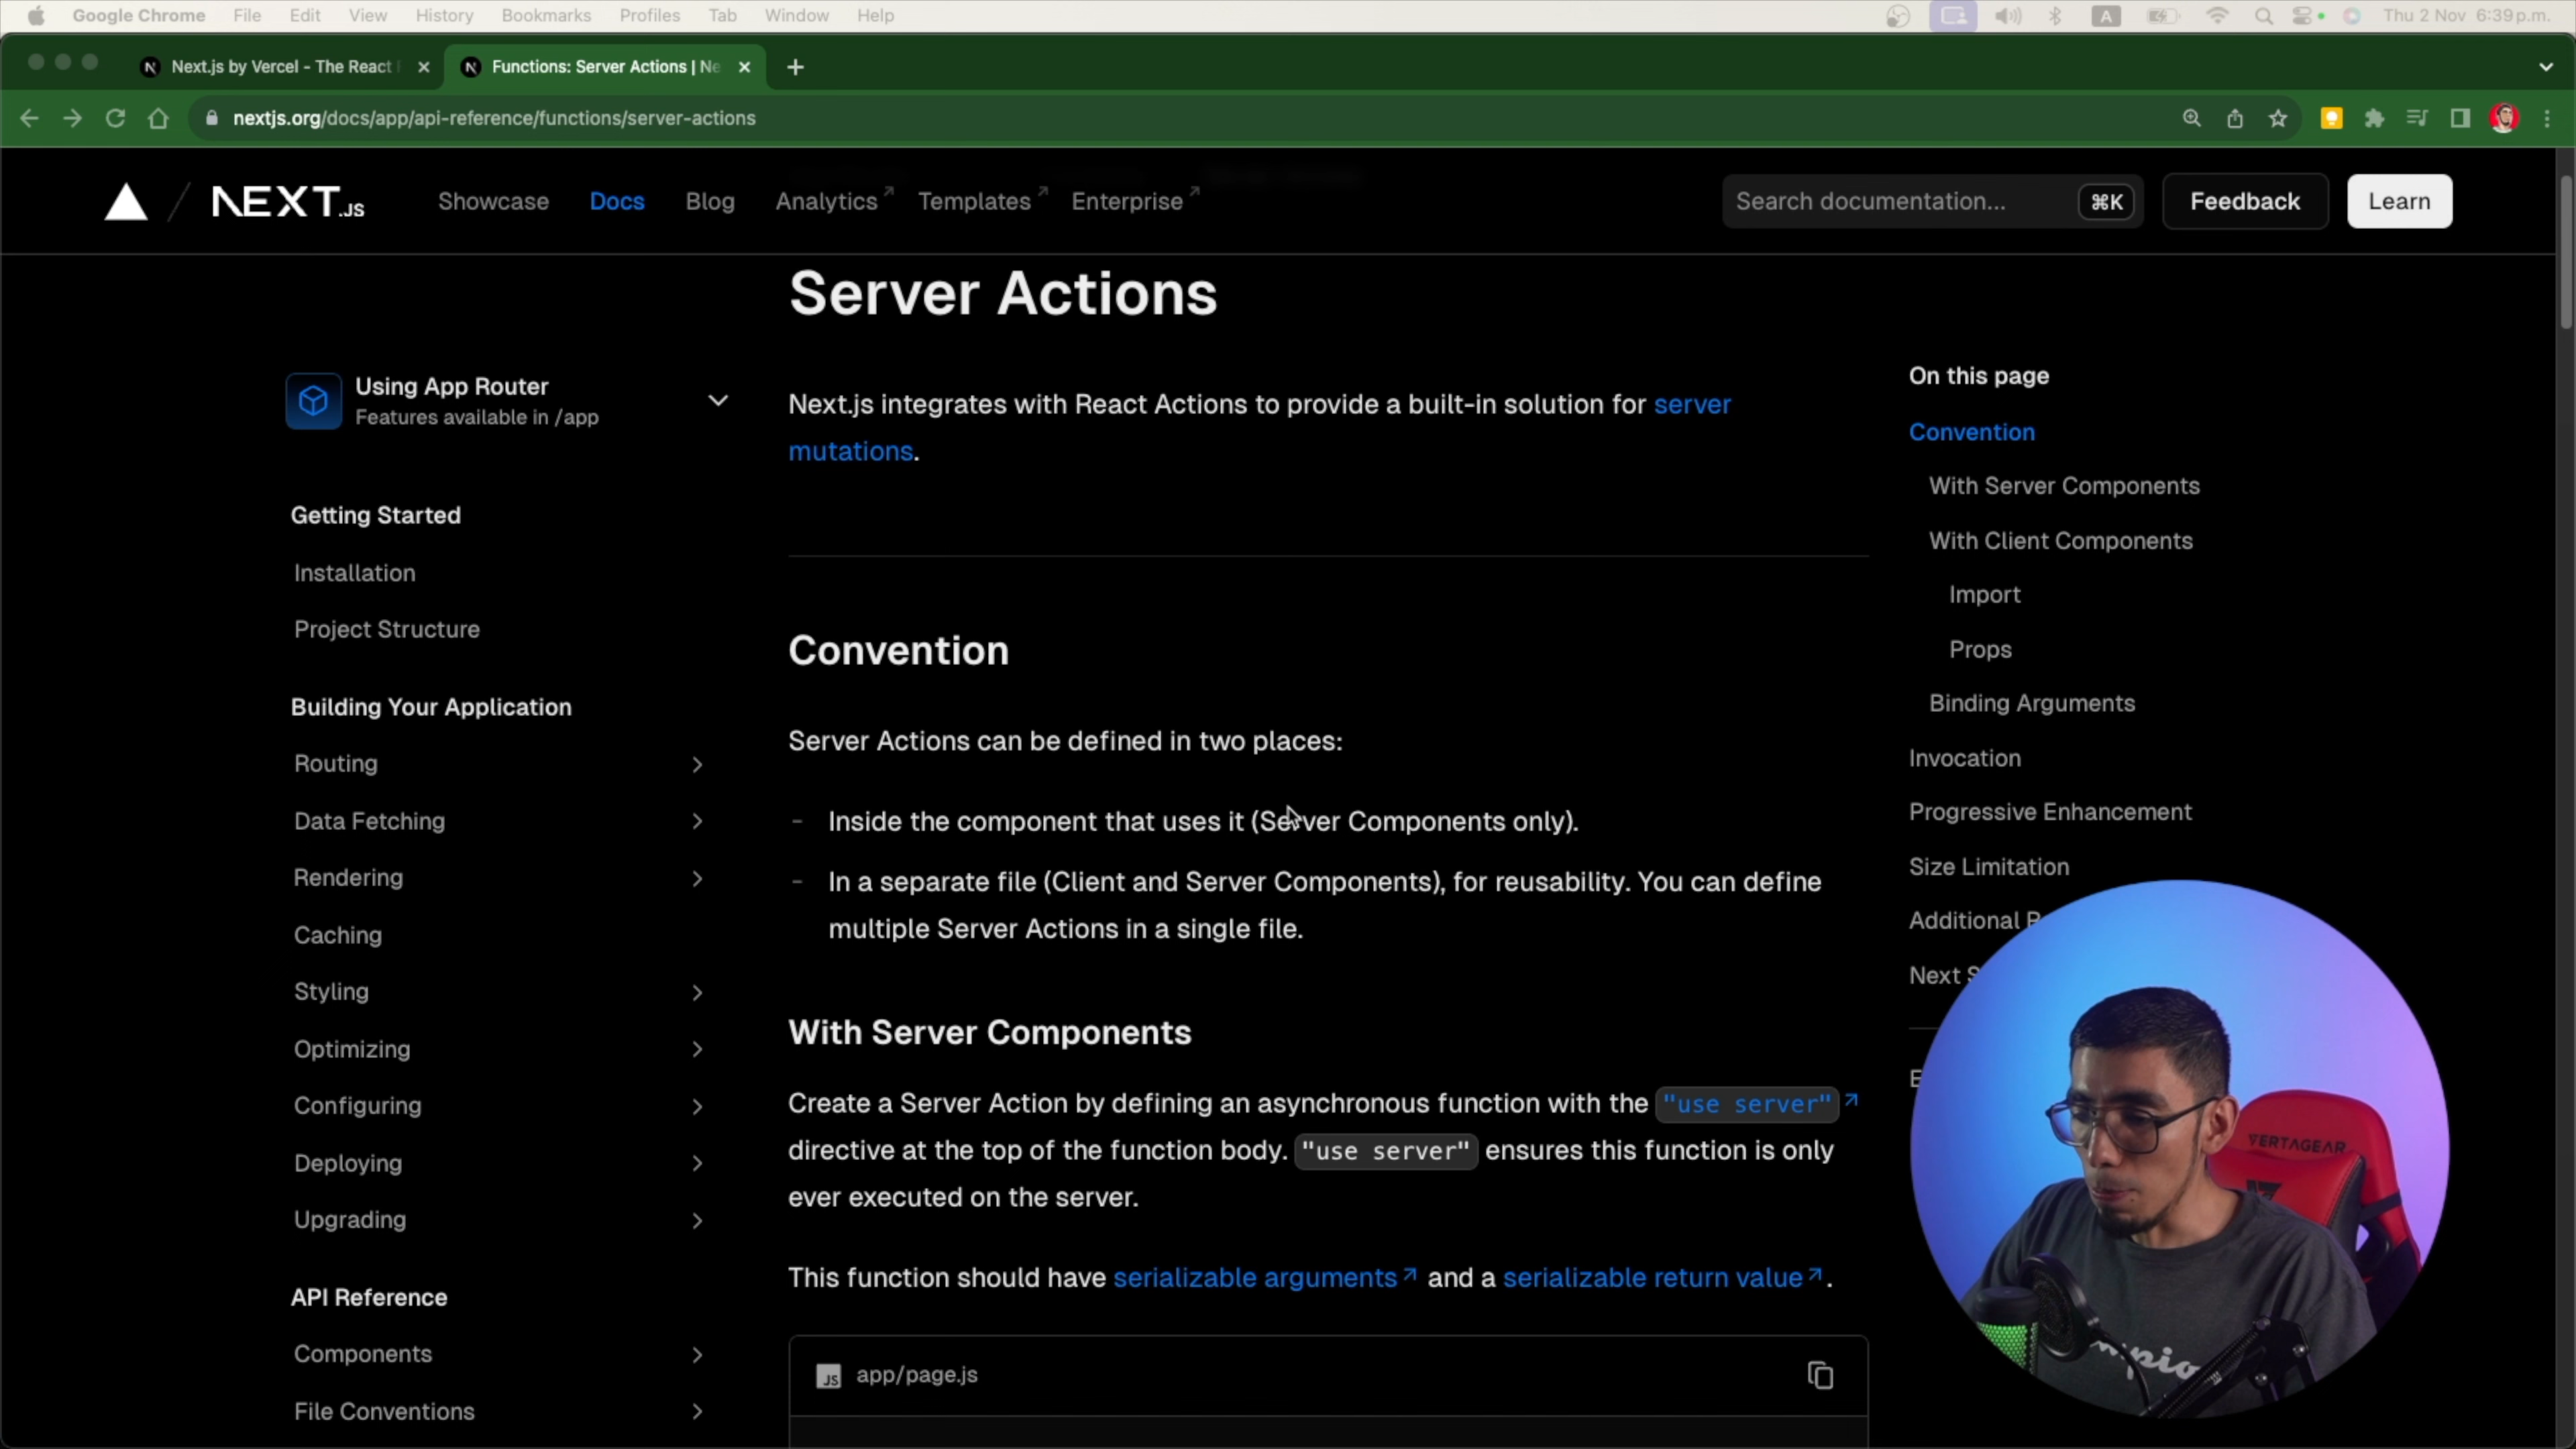 Google Chrome File Edit View History Bookmarks Profiles Tab Window Help A Thu 2 Nov 6:39 p.m.
Next.js by Vercel - The React Functions: Server Actions | Ne
nextjs.org/docs/app/api-reference/functions/server-actions
NEXT.JS Showcase Docs Blog Analytics Templates Enterprise Search documentation... ⌘K Feedback Learn
Server Actions
Using App Router
Features available in /app
Getting Started
Installation
Project Structure
Building Your Application
Routing
Data Fetching
Rendering
Caching
Styling
Optimizing
Configuring
Deploying
Upgrading
API Reference
Components
File Conventions
Next.js integrates with React Actions to provide a built-in solution for server
mutations.
Convention
Server Actions can be defined in two places:
- Inside the component that uses it (Server Components only).
- In a separate file (Client and Server Components), for reusability. You can define
multiple Server Actions in a single file.
With Server Components
Create a Server Action by defining an asynchronous function with the "use server"
directive at the top of the function body. "use server" ensures this function is only
ever executed on the server.
This function should have serializable arguments and a serializable return value.
JS app/page.js
On this page
Convention
With Server Components
With Client Components
Import
Props
Binding Arguments
Invocation
Progressive Enhancement
Size Limitation
Additional
Next
VERTAGEAR